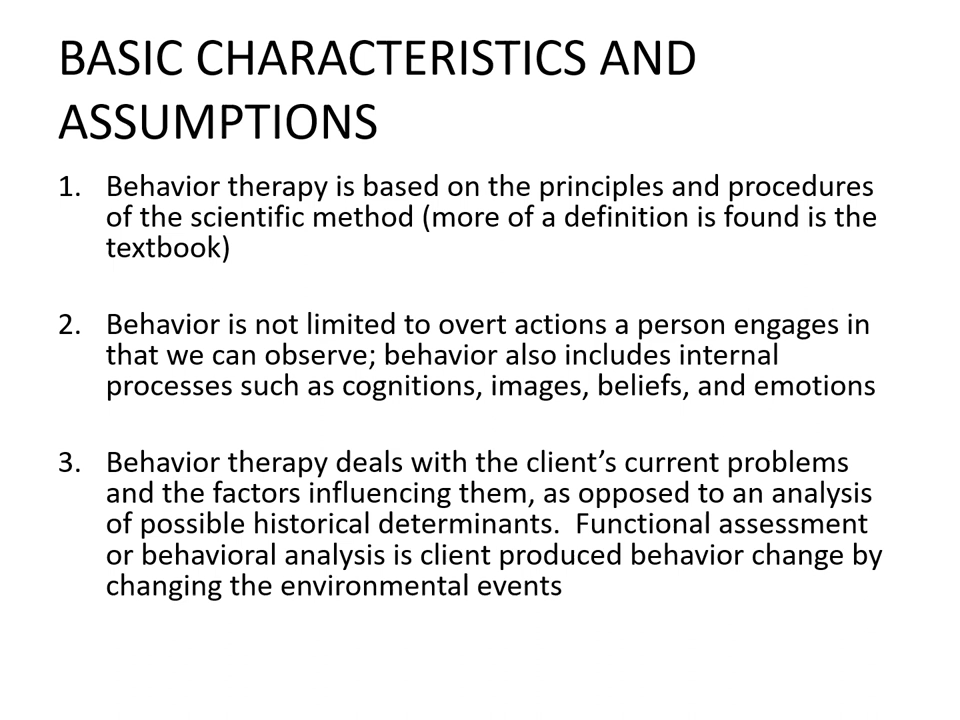 BASIC CHARACTERISTICS AND
ASSUMPTIONS
1. Behavior therapy is based on the principles and procedures
of the scientific method (more of a definition is found is the
textbook)
2. Behavior is not limited to overt actions a person engages in
that we can observe; behavior also includes internal
processes such as cognitions, images, beliefs, and emotions
3. Behavior therapy deals with the client’s current problems
and the factors influencing them, as opposed to an analysis
of possible historical determinants.  Functional assessment
or behavioral analysis is client produced behavior change by
changing the environmental events